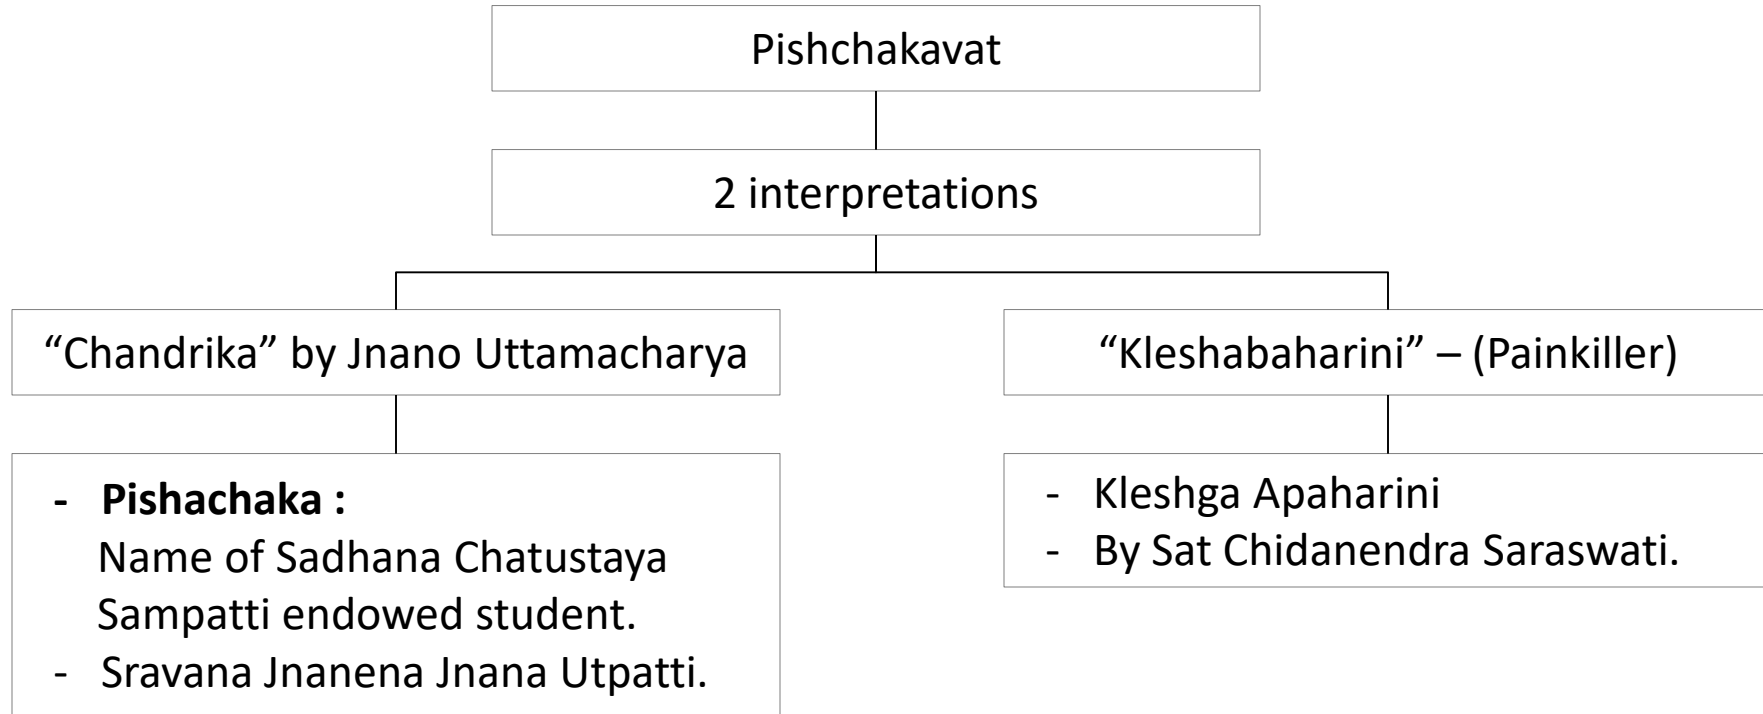 Pishchakavat
2 interpretations
“Chandrika” by Jnano Uttamacharya
- Pishachaka :
Name of Sadhana Chatustaya
Sampatti endowed student.
- Sravana Jnanena Jnana Utpatti.
“Kleshabaharini” – (Painkiller)
- Kleshga Apaharini
- By Sat Chidanendra Saraswati.